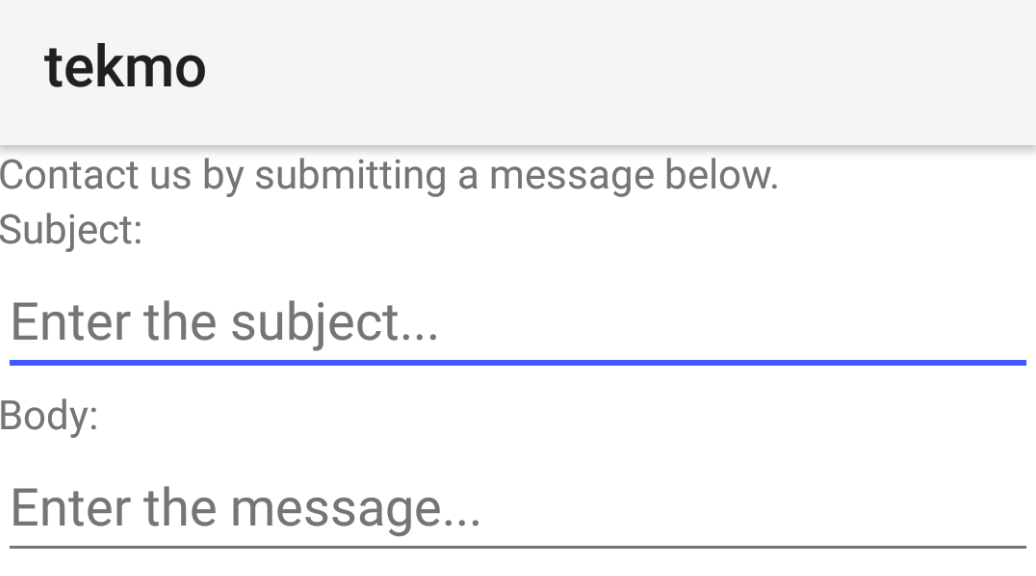 tekmo
Contact us by submitting a message below.
Subject:
Enter the subject...
Body:
Enter the message...